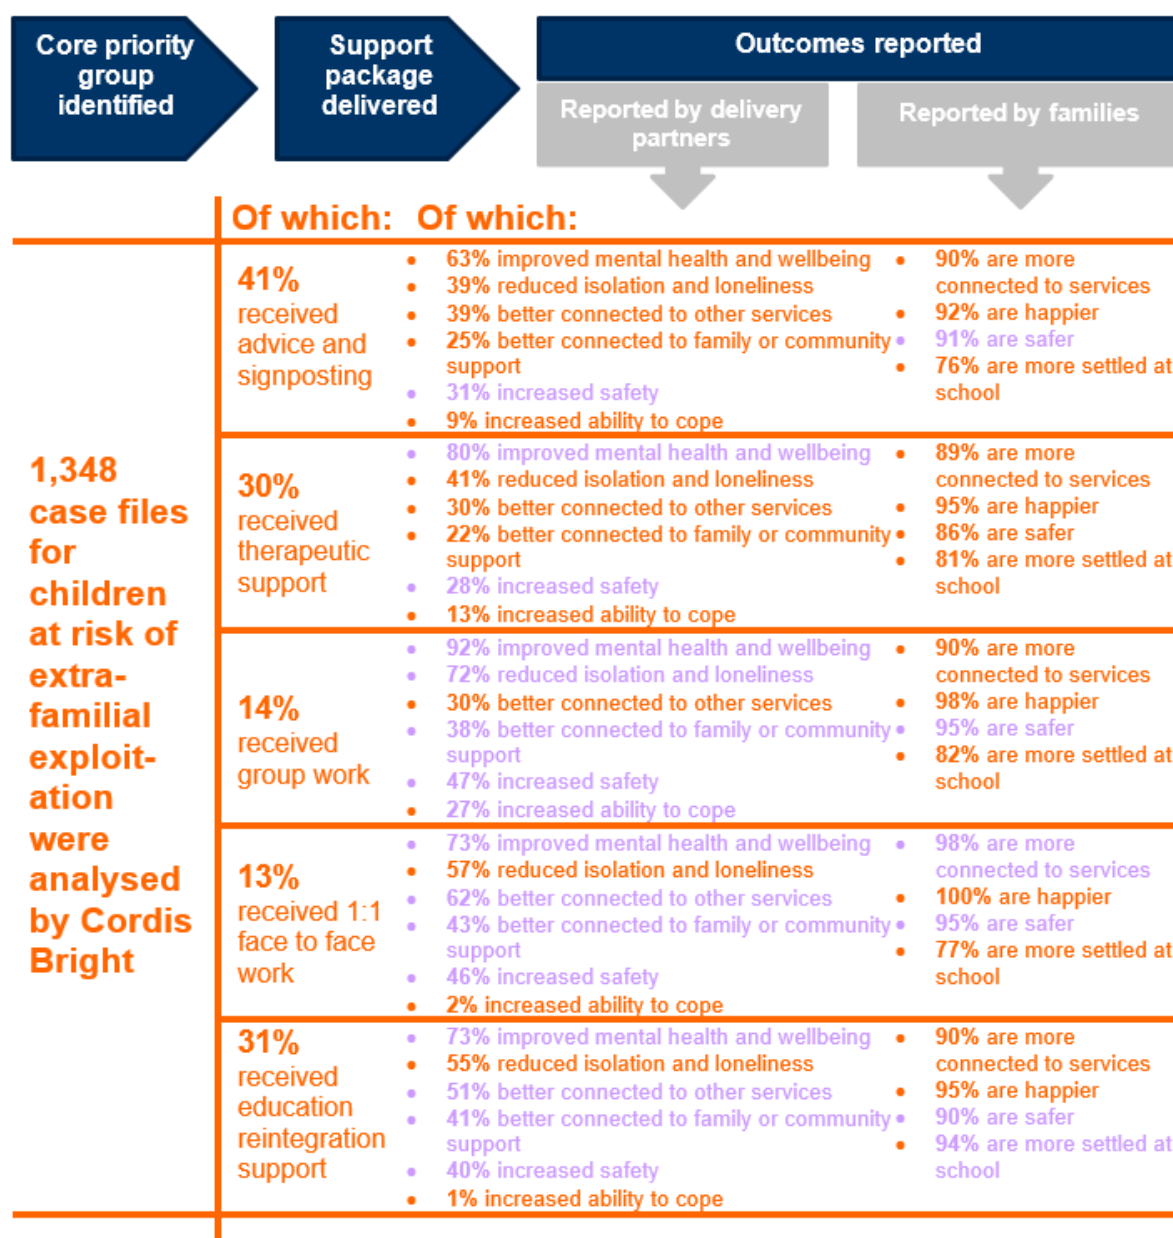 Core priority
group
identified
Support
package
delivered
Outcomes reported
Reported by delivery
partners
Reported by families
Of which:
Of which:
1,348
case files
for
children
at risk of
extra-
familial
exploit-
ation
were
analysed
by Cordis
Bright
41%
received
advice and
signposting
• 63% improved mental health and wellbeing
• 39% reduced isolation and loneliness
• 39% better connected to other services
• 25% better connected to family or community
support
• 31% increased safety
• 9% increased ability to cope
• 90% are more
connected to services
• 92% are happier
• 91% are safer
• 76% are more settled at
school
30%
received
therapeutic
support
• 80% improved mental health and wellbeing
• 41% reduced isolation and loneliness
• 30% better connected to other services
• 22% better connected to family or community
support
• 28% increased safety
• 13% increased ability to cope
• 89% are more
connected to services
• 95% are happier
• 86% are safer
• 81% are more settled at
school
14%
received
group work
• 92% improved mental health and wellbeing
• 72% reduced isolation and loneliness
• 30% better connected to other services
• 38% better connected to family or community
support
• 47% increased safety
• 27% increased ability to cope
• 90% are more
connected to services
• 98% are happier
• 95% are safer
• 82% are more settled at
school
13%
received 1:1
face to face
work
• 73% improved mental health and wellbeing
• 57% reduced isolation and loneliness
• 62% better connected to other services
• 43% better connected to family or community
support
• 46% increased safety
• 2% increased ability to cope
• 98% are more
connected to services
• 100% are happier
• 95% are safer
• 77% are more settled at
school
31%
received
education
reintegration
support
• 73% improved mental health and wellbeing
• 55% reduced isolation and loneliness
• 51% better connected to other services
• 41% better connected to family or community
support
• 40% increased safety
• 1% increased ability to cope
• 90% are more
connected to services
• 95% are happier
• 90% are safer
• 94% are more settled at
school